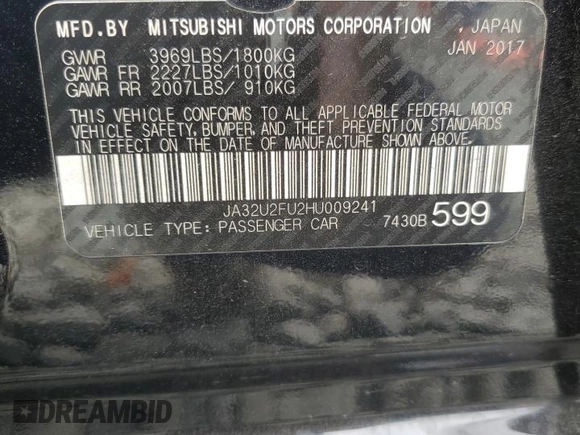 MFD.BY MITSUBISHI MOTORS CORPORATION , JAPAN
GVWR 3969LBS/1800KG JAN 2017
GAWR FR 2227LBS/1010KG
GAWR RR 2007LBS/ 910KG
THIS VEHICLE CONFORMS TO ALL APPLICABLE FEDERAL MOTOR
VEHICLE SAFETY, BUMPER, AND THEFT PREVENTION STANDARDS
IN EFFECT ON THE DATE OF MANUFACTURE SHOWN ABOVE.
JA32U2FU2HU009241
VEHICLE TYPE: PASSENGER CAR 7430B 599
DREAMBID